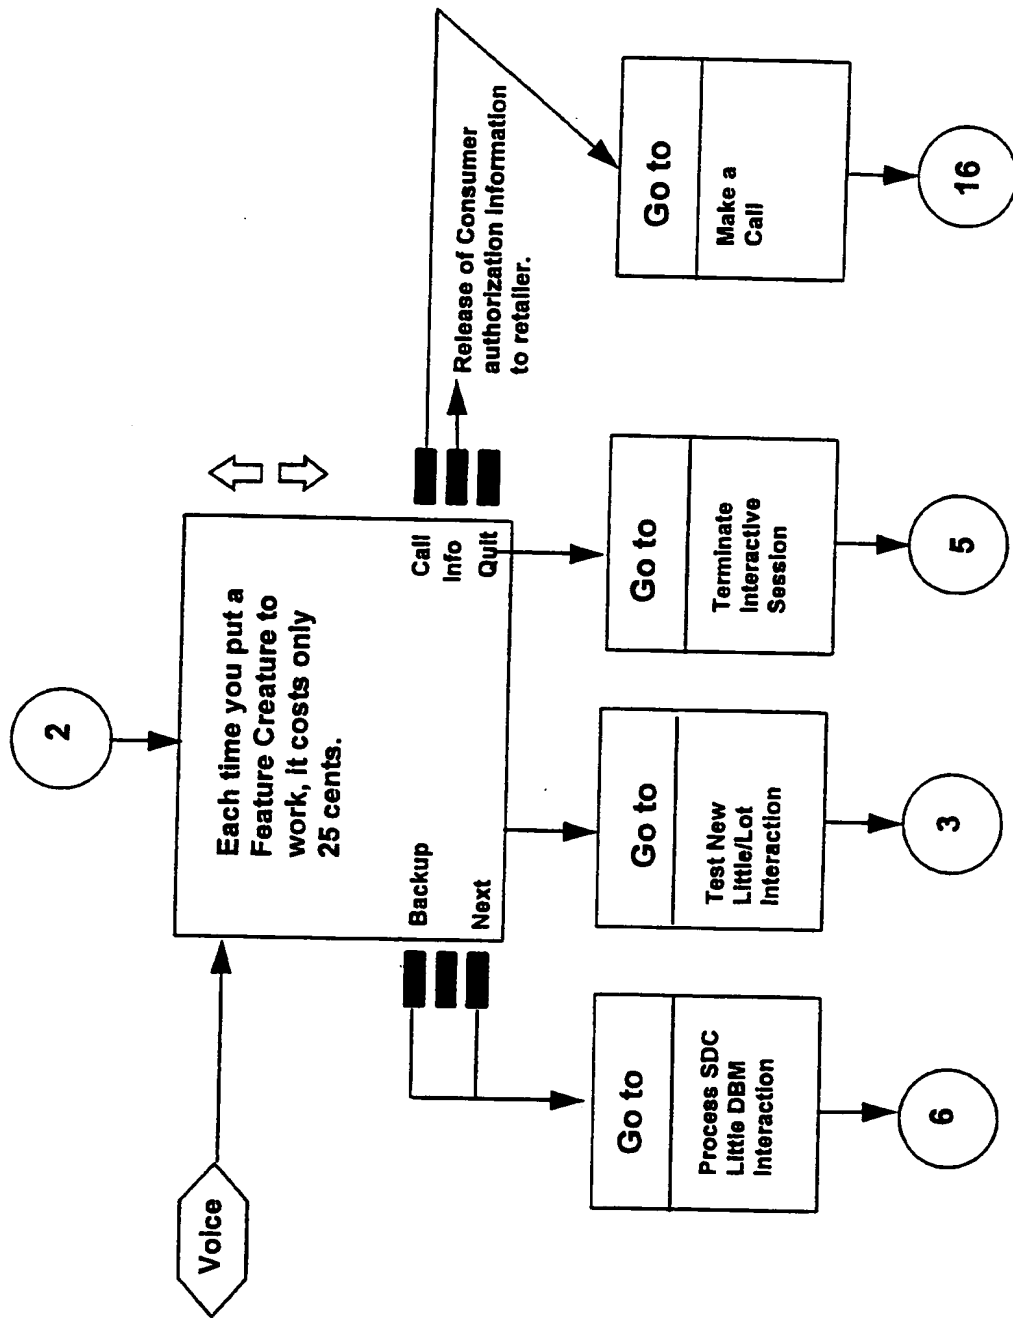 2
Voice
Each time you put a
Feature Creature to
work, it costs only
25 cents.
Backup
Next
Call
Info
Quit
Release of Consumer
authorization Information
to retailer.
Go to
Process SDC
Little DBM
Interaction
6
Go to
Test New
Little/Lot
Interaction
3
Go to
Terminate
Interactive
Session
5
Go to
Make a
Call
16